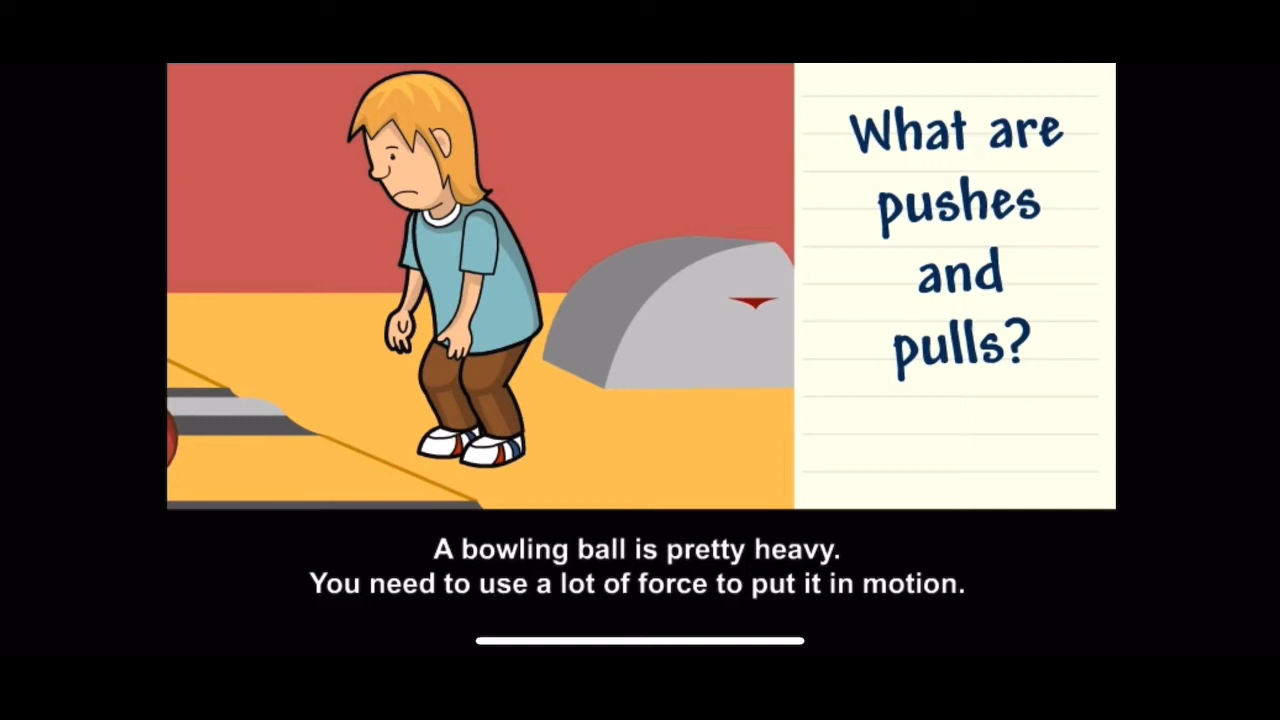 What are
pushes
and
pulls?
A bowling ball is pretty heavy.
You need to use a lot of force to put it in motion.